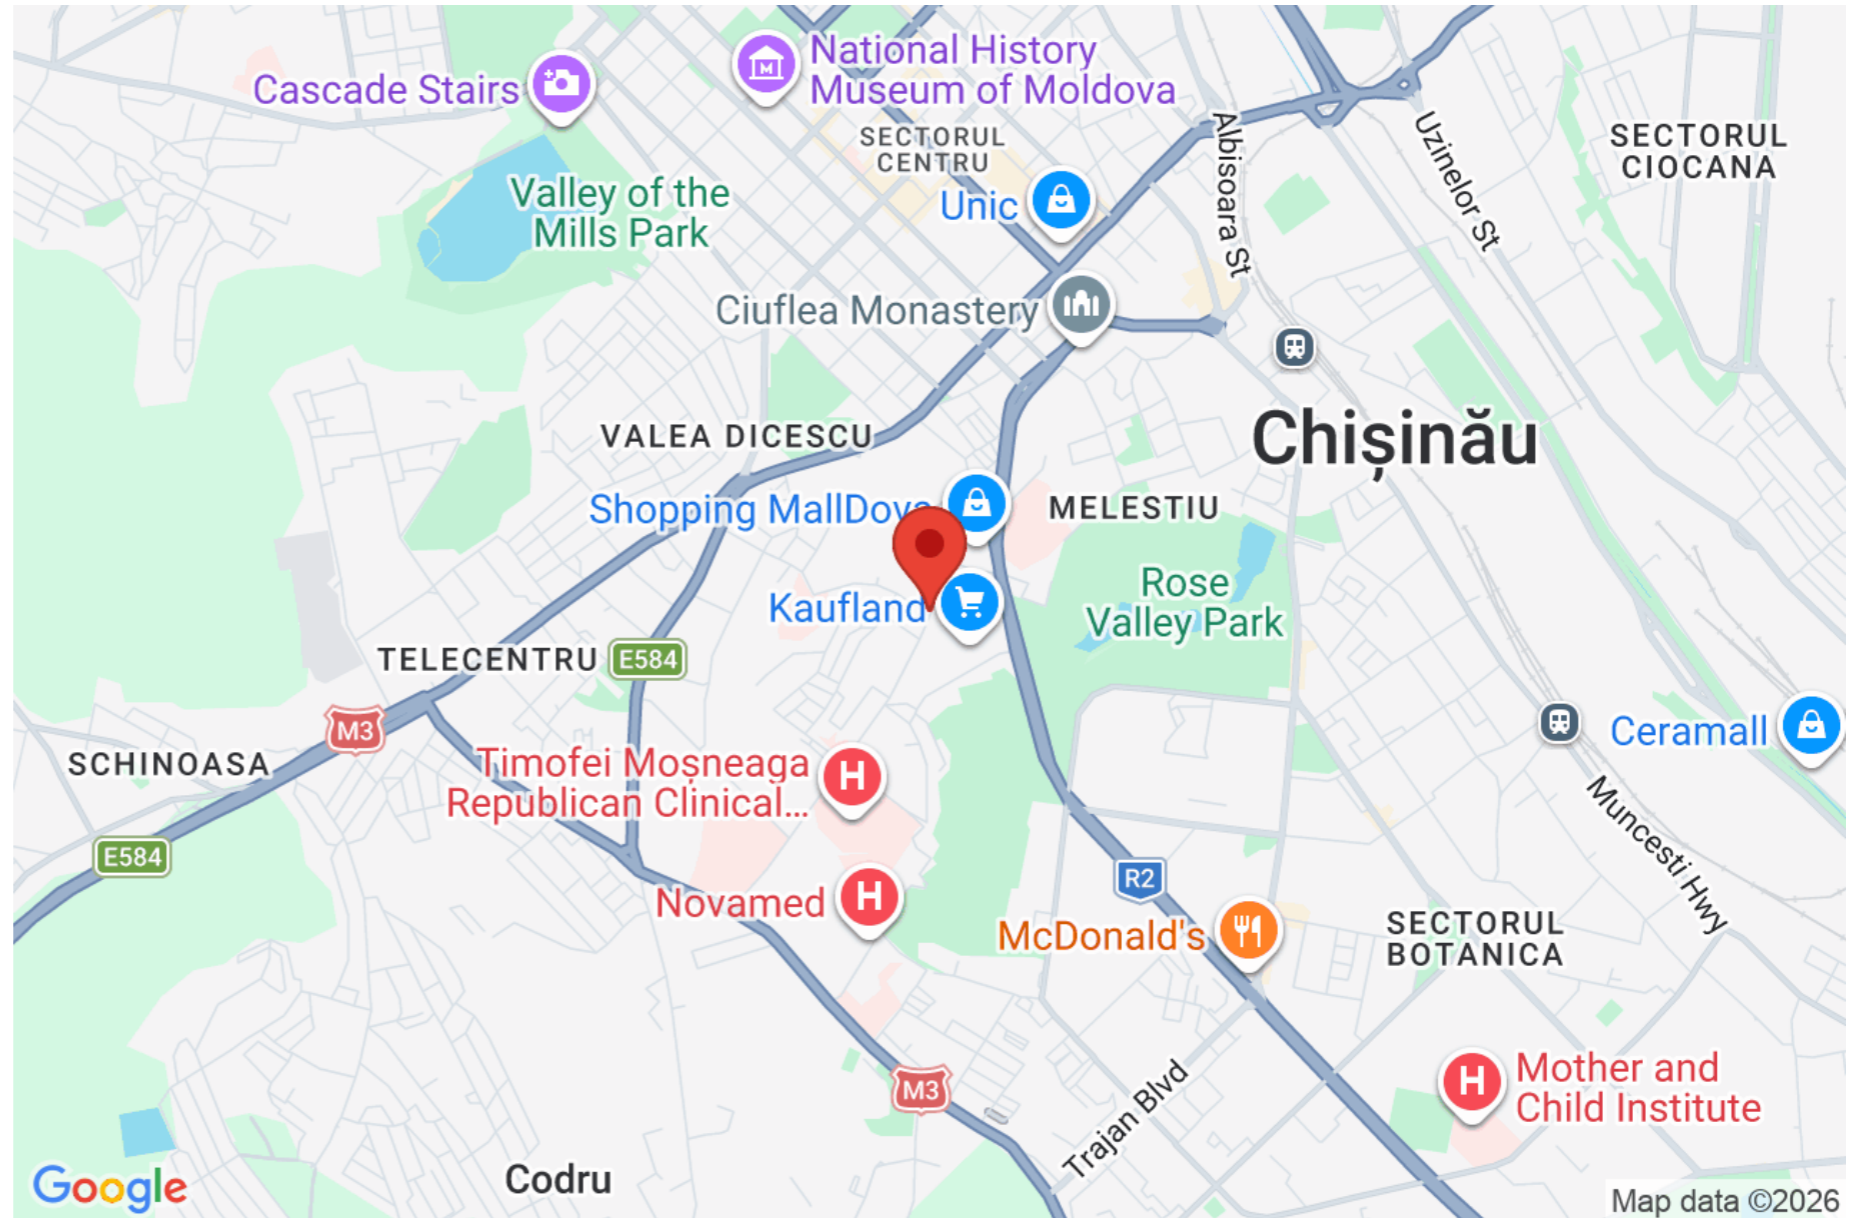 National History
Museum of Moldova
Cascade Stairs
SECTORUL
CENTRU
Albisoara St
Uzinelor St
SECTORUL
CIOCANA
Valley of the
Mills Park
Unic
Ciuflea Monastery
Chișinău
VALEA DICESCU
Shopping MallDova
MELESTIU
Rose
Valley Park
Kaufland
TELECENTRU
E584
M3
SCHINOASA
Ceramall
Timofei Moșneaga
Republican Clinical...
H
Muncesti Hwy
E584
R2
Novamed
H
McDonald's
SECTORUL
BOTANICA
M3
Trajan Blvd
H
Mother and
Child Institute
Codru
Google
Map data ©2026